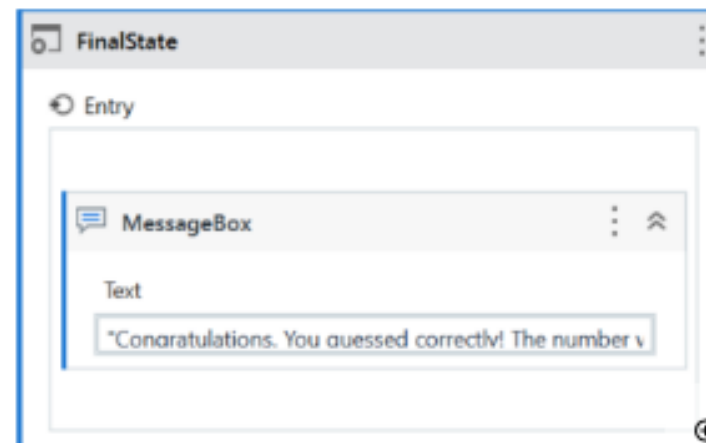 FinalState
Entry
MessageBox
Text
"Congratulations. You guessed correctly! The number